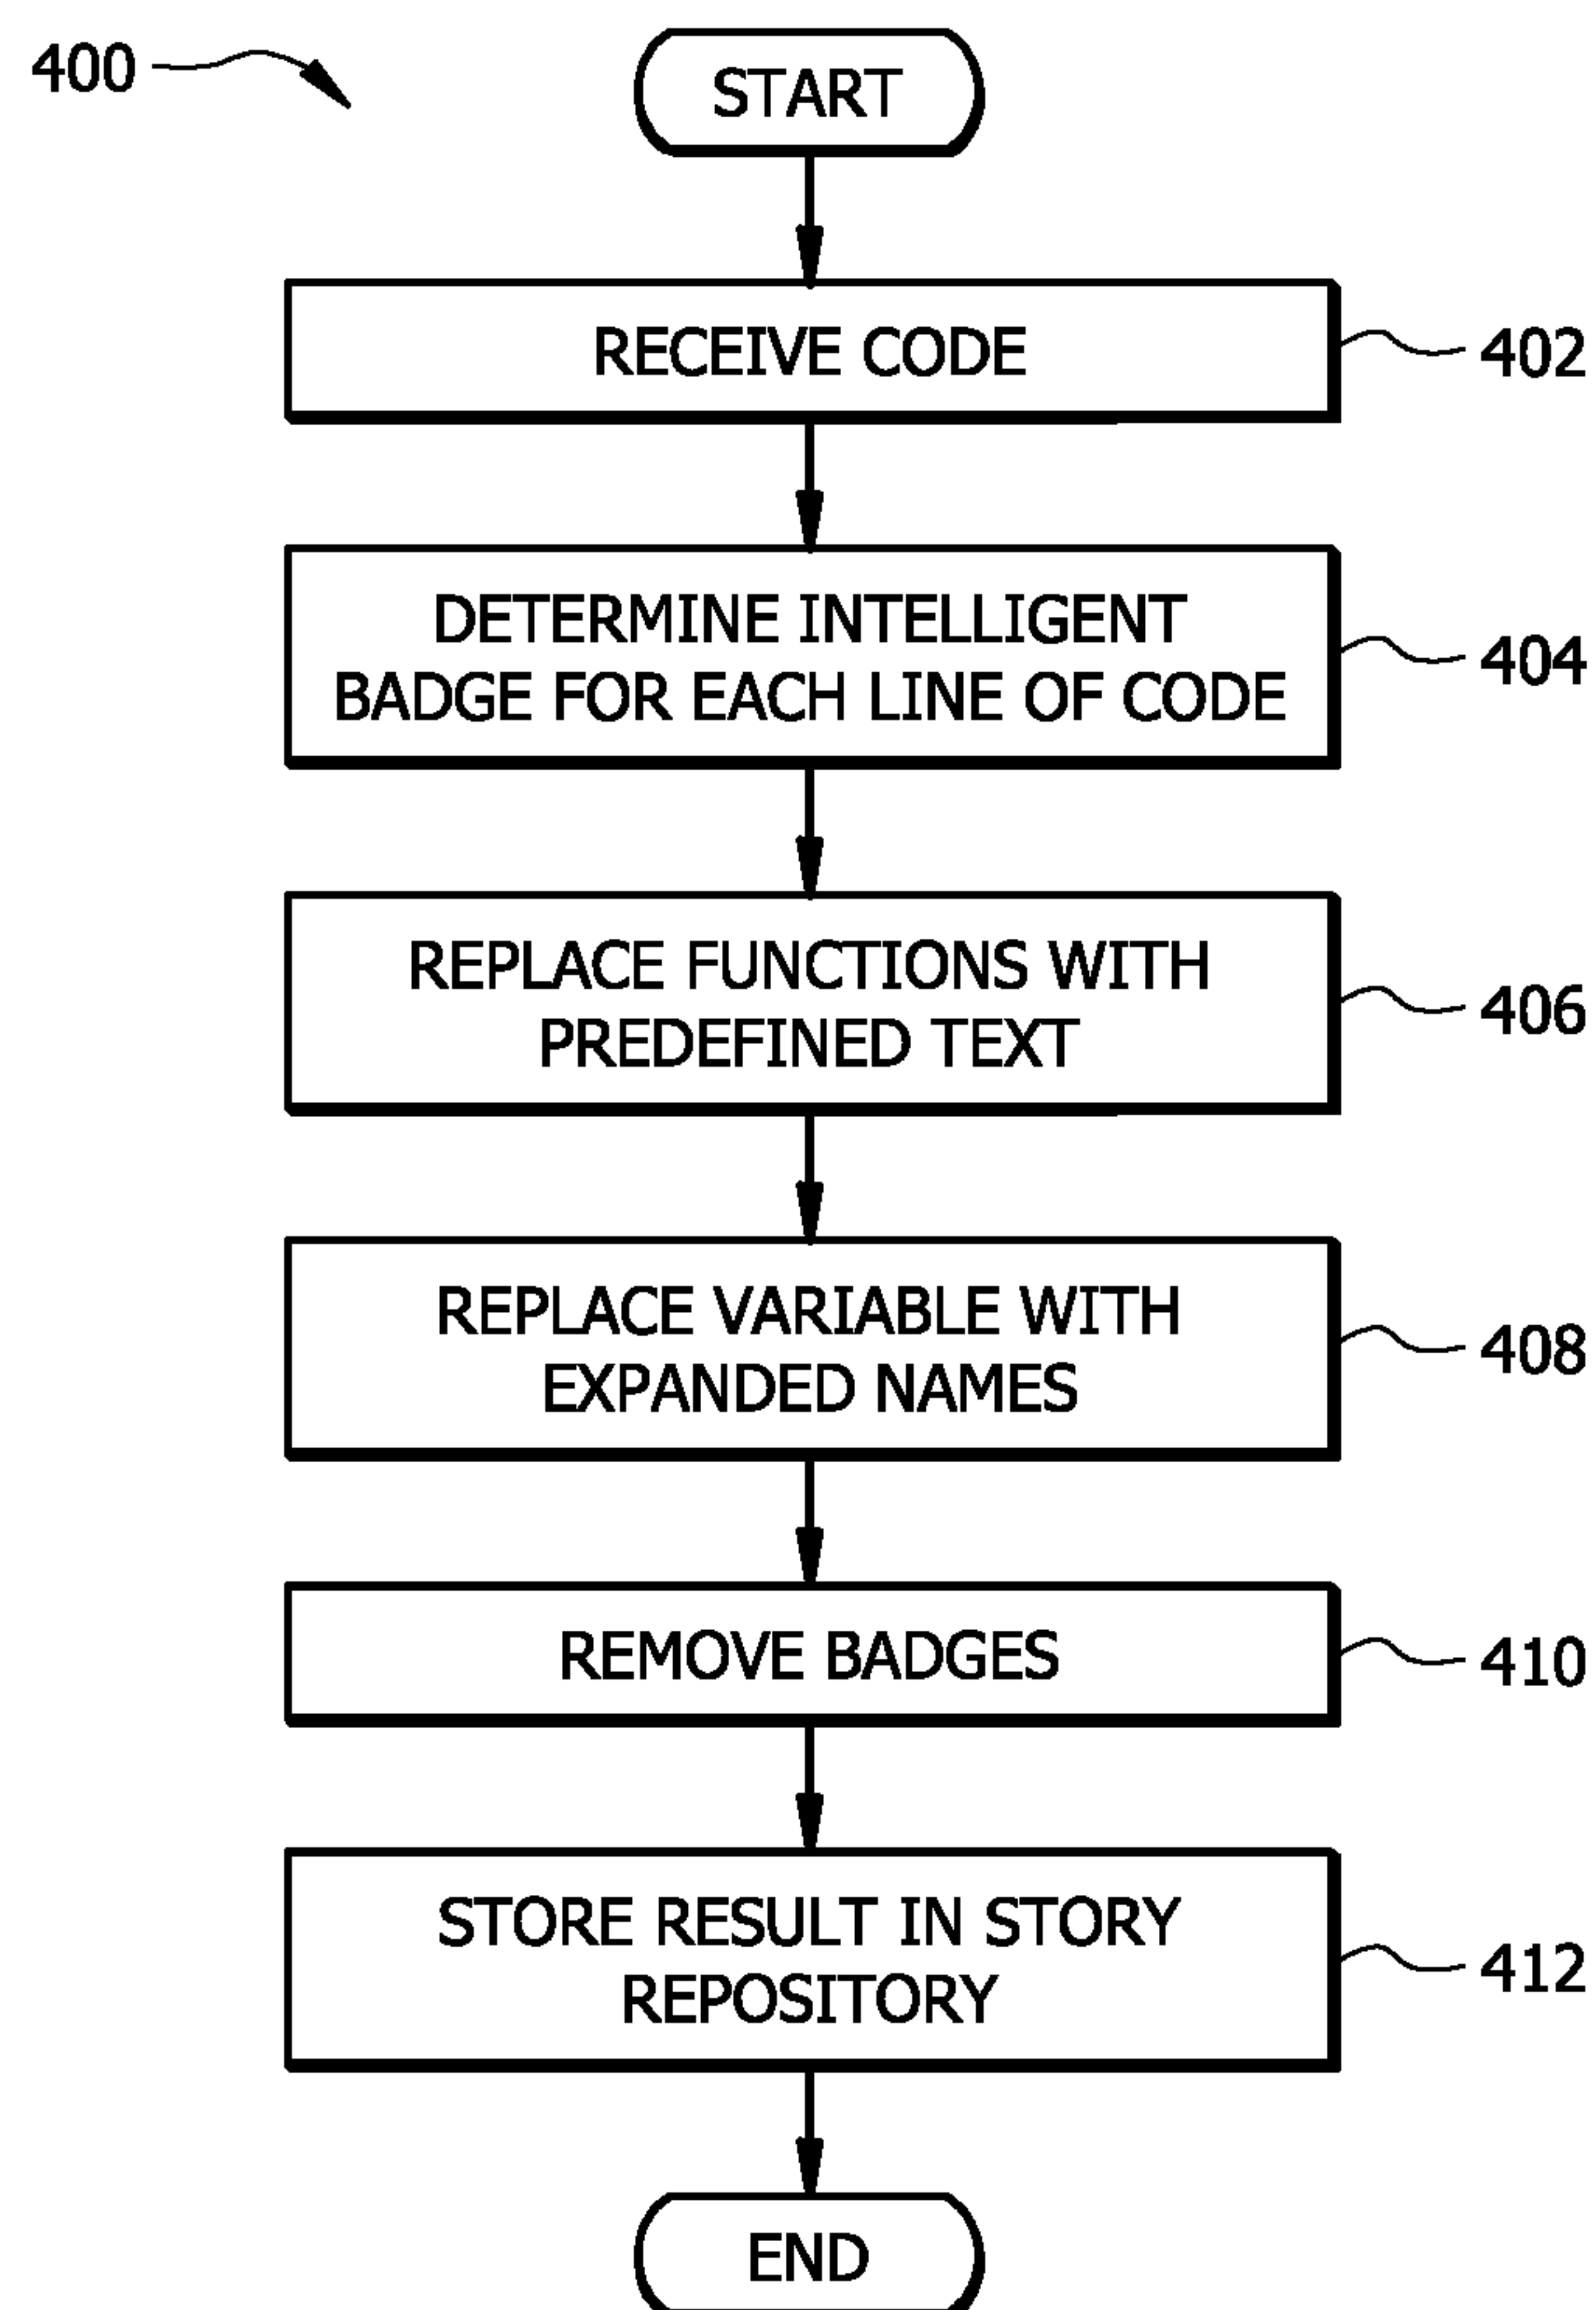 400
START
RECEIVE CODE
402
DETERMINE INTELLIGENT
BADGE FOR EACH LINE OF CODE
404
REPLACE FUNCTIONS WITH
PREDEFINED TEXT
406
REPLACE VARIABLE WITH
EXPANDED NAMES
408
REMOVE BADGES
410
STORE RESULT IN STORY
REPOSITORY
412
END